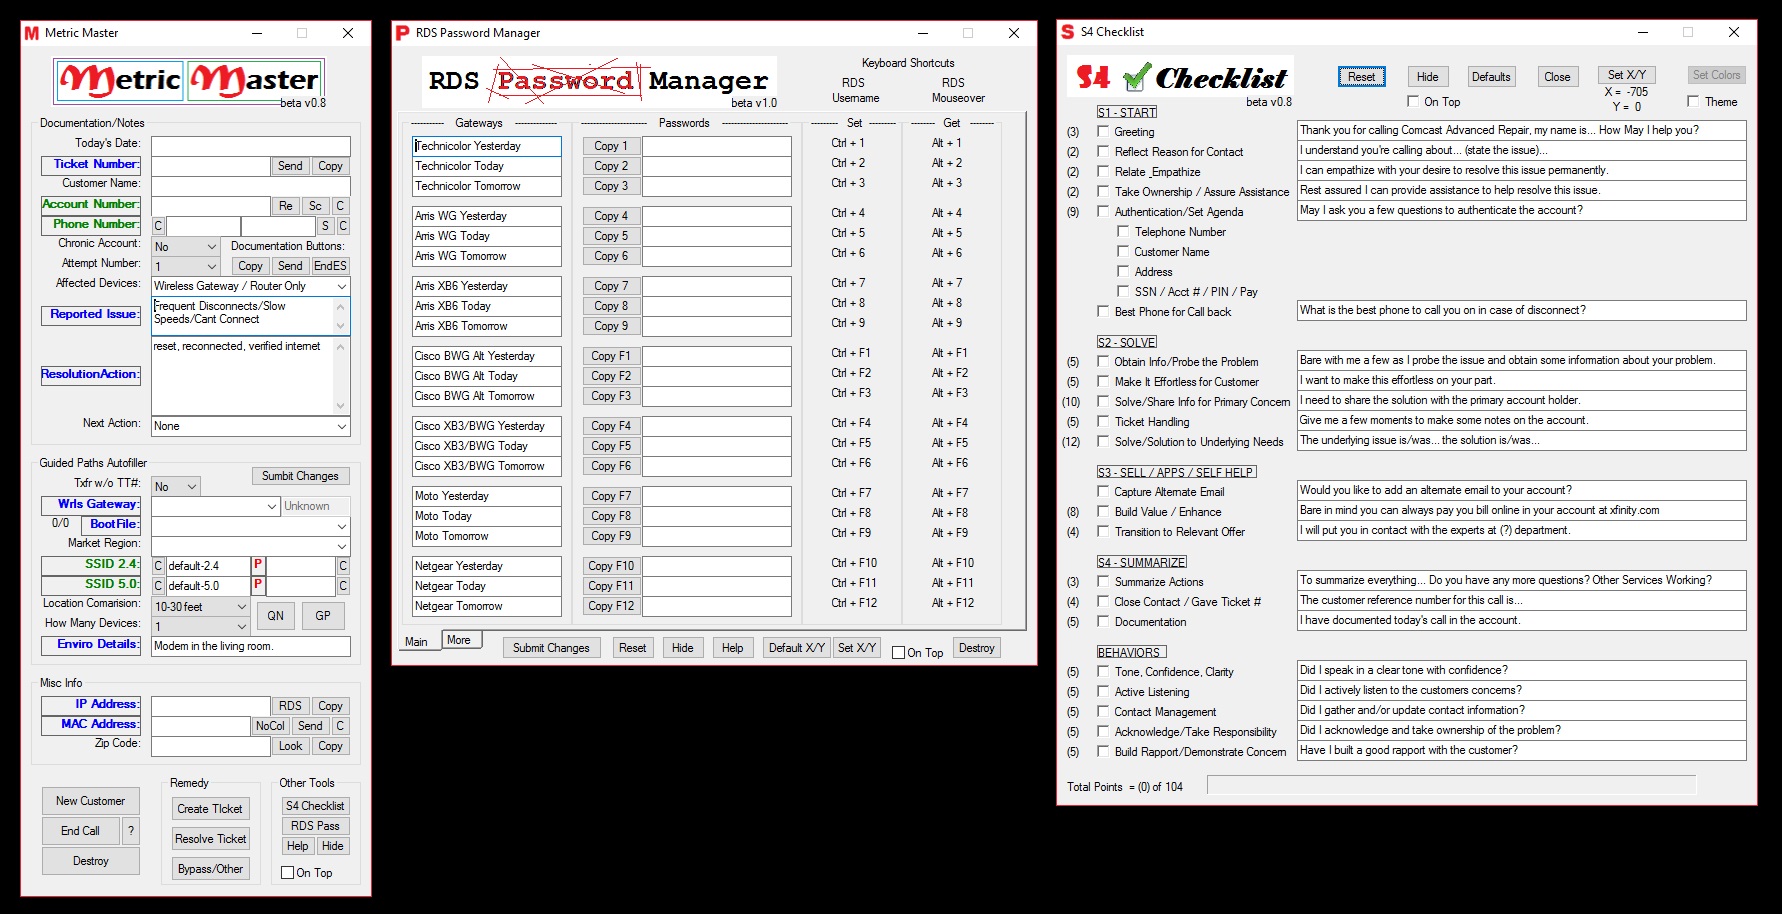 Metric Master
Metric Master
beta v0.8
Documentation/Notes
Today's Date:
Ticket Number: Send Copy
Customer Name:
Account Number: Re Sc C
Phone Number: C S C
Chronic Account: No Documentation Buttons:
Attempt Number: 1 Copy Send EndES
Affected Devices: Wireless Gateway / Router Only
Reported Issue: Frequent Disconnects/Slow
Speeds/Cant Connect
reset, reconnected, verified internet
ResolutionAction:
Next Action: None
Guided Paths Autofiller
Sumbit Changes
Txfr w/o TT#: No
Wrls Gateway: Unknown
0/0 BootFile:
Market Region:
SSID 2.4: C default-2.4 P C
SSID 5.0: C default-5.0 P C
Location Comarision: 10-30 feet
How Many Devices: 1 QN GP
Enviro Details: Modem in the living room.
Misc Info
IP Address: RDS Copy
MAC Address: NoCol Send C
Zip Code: Look Copy
Remedy
Other Tools
New Customer
End Call ?
Destroy
Create TIcket
Resolve Ticket
Bypass/Other
S4 Checklist
RDS Pass
Help Hide
On Top
P RDS Password Manager
RDS Password Manager
beta v1.0
Keyboard Shortcuts
RDS Username
RDS Mouseover
Gateways Passwords Set Get
Technicolor Yesterday Copy 1 Ctrl + 1 Alt + 1
Technicolor Today Copy 2 Ctrl + 2 Alt + 2
Technicolor Tomorrow Copy 3 Ctrl + 3 Alt + 3
Arris WG Yesterday Copy 4 Ctrl + 4 Alt + 4
Arris WG Today Copy 5 Ctrl + 5 Alt + 5
Arris WG Tomorrow Copy 6 Ctrl + 6 Alt + 6
Arris XB6 Yesterday Copy 7 Ctrl + 7 Alt + 7
Arris XB6 Today Copy 8 Ctrl + 8 Alt + 8
Arris XB6 Tomorrow Copy 9 Ctrl + 9 Alt + 9
Cisco BWG Alt Yesterday Copy F1 Ctrl + F1 Alt + F1
Cisco BWG Alt Today Copy F2 Ctrl + F2 Alt + F2
Cisco BWG Alt Tomorrow Copy F3 Ctrl + F3 Alt + F3
Cisco XB3/BWG Yesterday Copy F4 Ctrl + F4 Alt + F4
Cisco XB3/BWG Today Copy F5 Ctrl + F5 Alt + F5
Cisco XB3/BWG Tomorrow Copy F6 Ctrl + F6 Alt + F6
Moto Yesterday Copy F7 Ctrl + F7 Alt + F7
Moto Today Copy F8 Ctrl + F8 Alt + F8
Moto Tomorrow Copy F9 Ctrl + F9 Alt + F9
Netgear Yesterday Copy F10 Ctrl + F10 Alt + F10
Netgear Today Copy F11 Ctrl + F11 Alt + F11
Netgear Tomorrow Copy F12 Ctrl + F12 Alt + F12
Main More
Submit Changes Reset Hide Help Default X/Y Set X/Y On Top Destroy
S S4 Checklist
S4 Checklist
beta v0.8
Reset Hide Defaults Close Set X/Y Set Colors
On Top X = -705 Theme
Y = 0
S1 - START
(3) Greeting Thank you for calling Comcast Advanced Repair, my name is... How May I help you?
(2) Reflect Reason for Contact I understand you're calling about... (state the issue)...
(2) Relate _Empathize I can empathize with your desire to resolve this issue permanently.
(2) Take Ownership / Assure Assistance Rest assured I can provide assistance to help resolve this issue.
(9) Authentication/Set Agenda May I ask you a few questions to authenticate the account?
Telephone Number
Customer Name
Address
SSN / Acct # / PIN / Pay
Best Phone for Call back What is the best phone to call you on in case of disconnect?
S2 - SOLVE
(5) Obtain Info/Probe the Problem Bare with me a few as I probe the issue and obtain some information about your problem.
(5) Make It Effortless for Customer I want to make this effortless on your part.
(10) Solve/Share Info for Primary Concern I need to share the solution with the primary account holder.
(5) Ticket Handling Give me a few moments to make some notes on the account.
(12) Solve/Solution to Underlying Needs The underlying issue is/was... the solution is/was...
S3 - SELL / APPS / SELF HELP
Capture Alternate Email Would you like to add an alternate email to your account?
(8) Build Value / Enhance Bare in mind you can always pay you bill online in your account at xfinity.com
(4) Transition to Relevant Offer I will put you in contact with the experts at (?) department.
S4 - SUMMARIZE
(3) Summarize Actions To summarize everything... Do you have any more questions? Other Services Working?
(4) Close Contact / Gave Ticket # The customer reference number for this call is...
(5) Documentation I have documented today's call in the account.
BEHAVIORS
(5) Tone, Confidence, Clarity Did I speak in a clear tone with confidence?
(5) Active Listening Did I actively listen to the customers concerns?
(5) Contact Management Did I gather and/or update contact information?
(5) Acknowledge/Take Responsibility Did I acknowledge and take ownership of the problem?
(5) Build Rapport/Demonstrate Concern Have I built a good rapport with the customer?
Total Points = (0) of 104